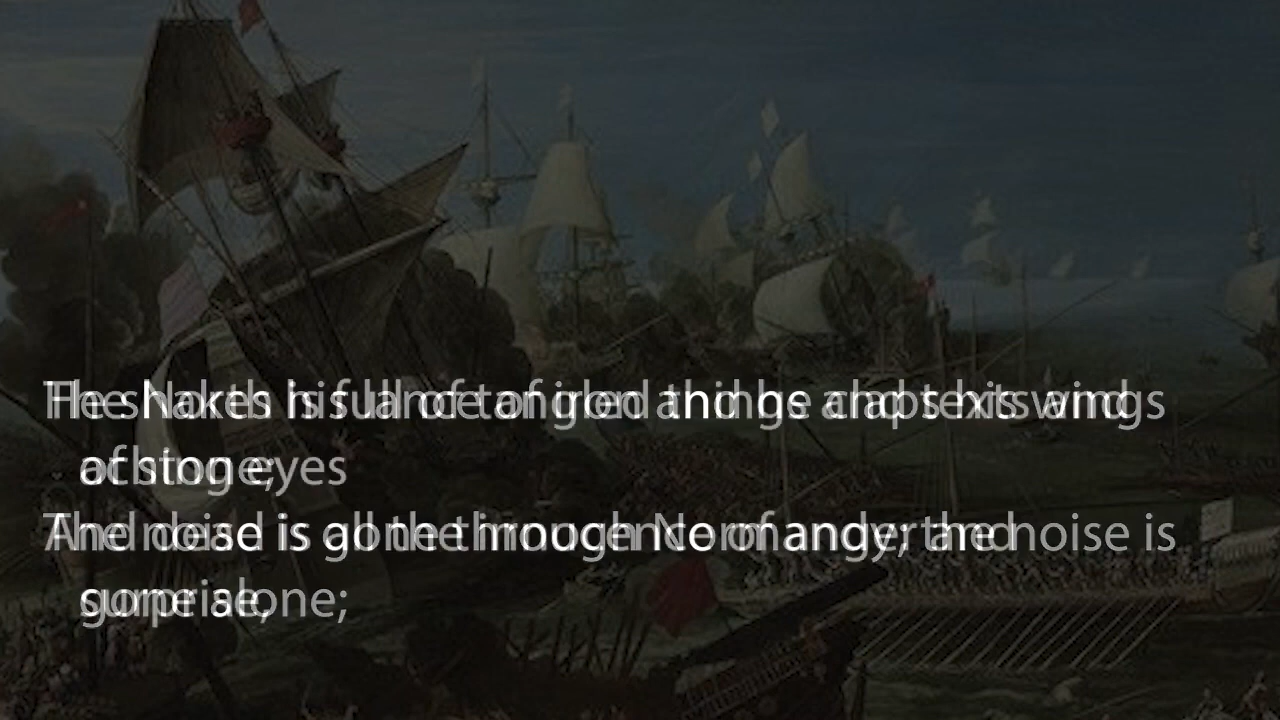 He shakes his lance of iron and he claps his wings
of stone;
The noise is gone through Normandy; the noise is
gone alone;
The North is full of tangled things and texts and
aching eyes
And dead is all the innocence of anger and
surprise,